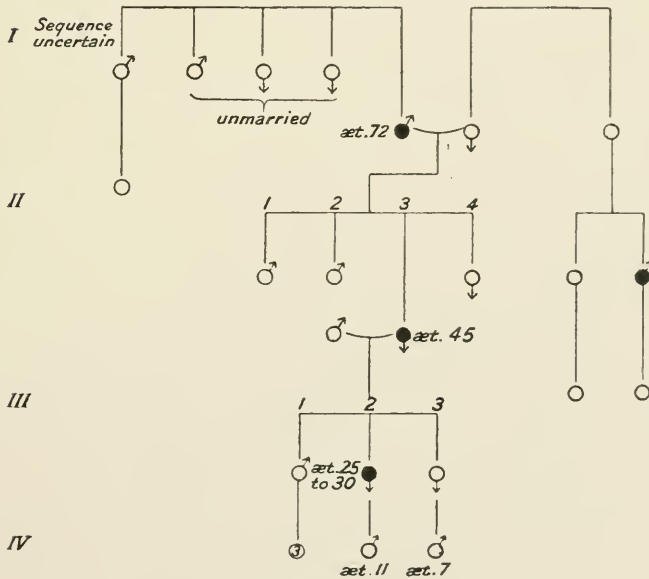 I
Sequence
uncertain
unmarried
æt.72
II
1 2 3 4
æt. 45
III
1 2 3
æt.25
to 30
IV
3
æt.11
æt.7